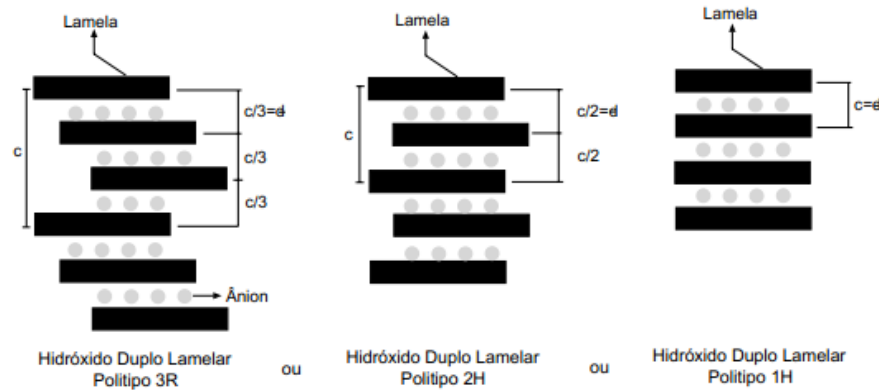 Lamela
c
c/3=d
c/3
c/3
Ânion
Hidróxido Duplo Lamelar
Politipo 3R
ou
Lamela
c
c/2=d
c/2
Hidróxido Duplo Lamelar
Politipo 2H
ou
Lamela
c=d
Hidróxido Duplo Lamelar
Politipo 1H